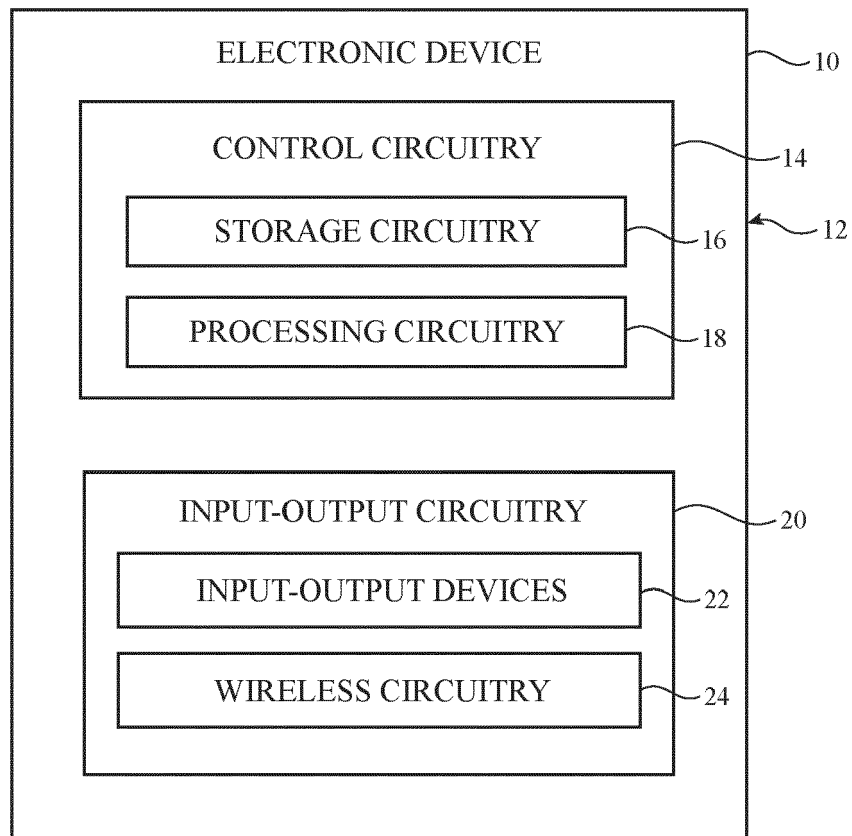 ELECTRONIC DEVICE
10
CONTROL CIRCUITRY
14
STORAGE CIRCUITRY
16
12
PROCESSING CIRCUITRY
18
INPUT-OUTPUT CIRCUITRY
20
INPUT-OUTPUT DEVICES
22
WIRELESS CIRCUITRY
24